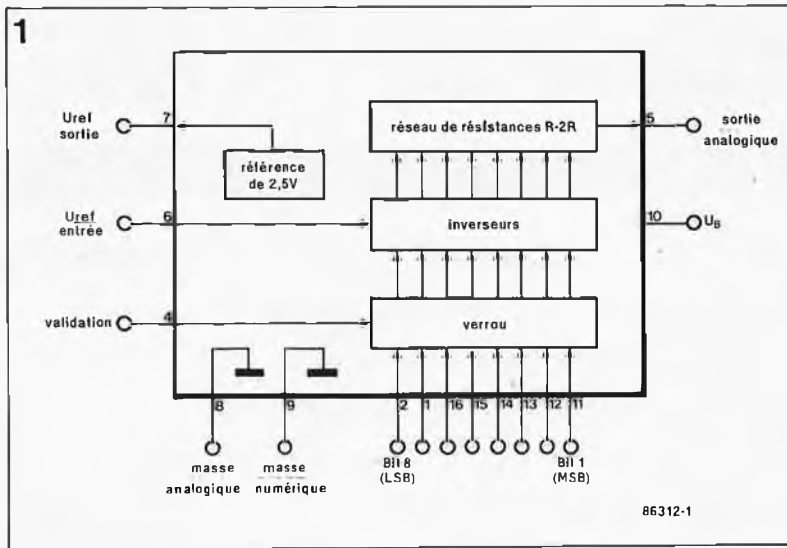 1
Uref
sortie
7
référence
de 2,5V
réseau de résistances R-2R
5
sortie
analogique
Uref
entrée
6
inverseurs
10
UB
validation
4
verrou
8
9
2
1
16
15
14
13
12
11
masse
analogique
masse
numérique
Bit 8
(LSB)
Bit 1
(MSB)
86312-1